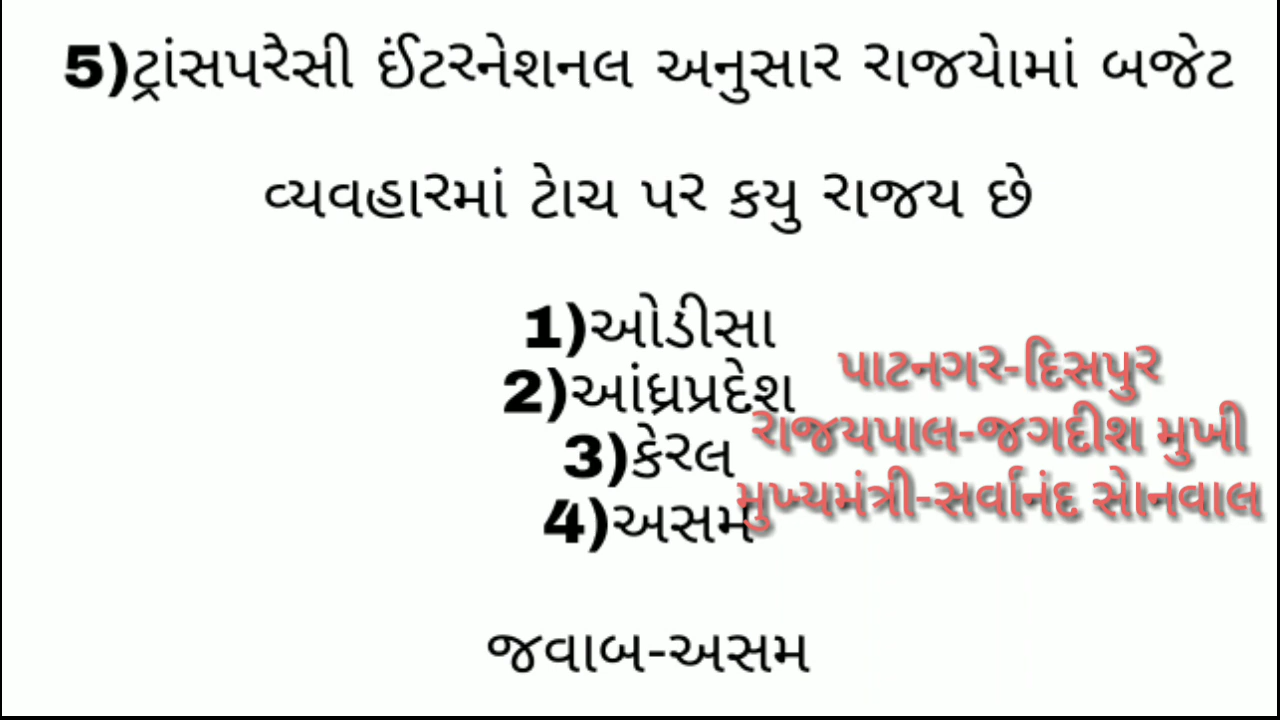 5)ટ્રાંસપરેસી ઈંટરનેશનલ અનુસાર રાજયોમાં બજેટ
વ્યવહારમાં ટોચ પર કયુ રાજય છે
1)ઓડીસા
2)આંધ્રપ્રદેશ
3)કેરલ
4)અસમ
પાટનગર-દિસપુર
રાજયપાલ-જગદીશ મુખી
મુખ્યમંત્રી-સર્વાનંદ સોનવાલ
જવાબ-અસમ